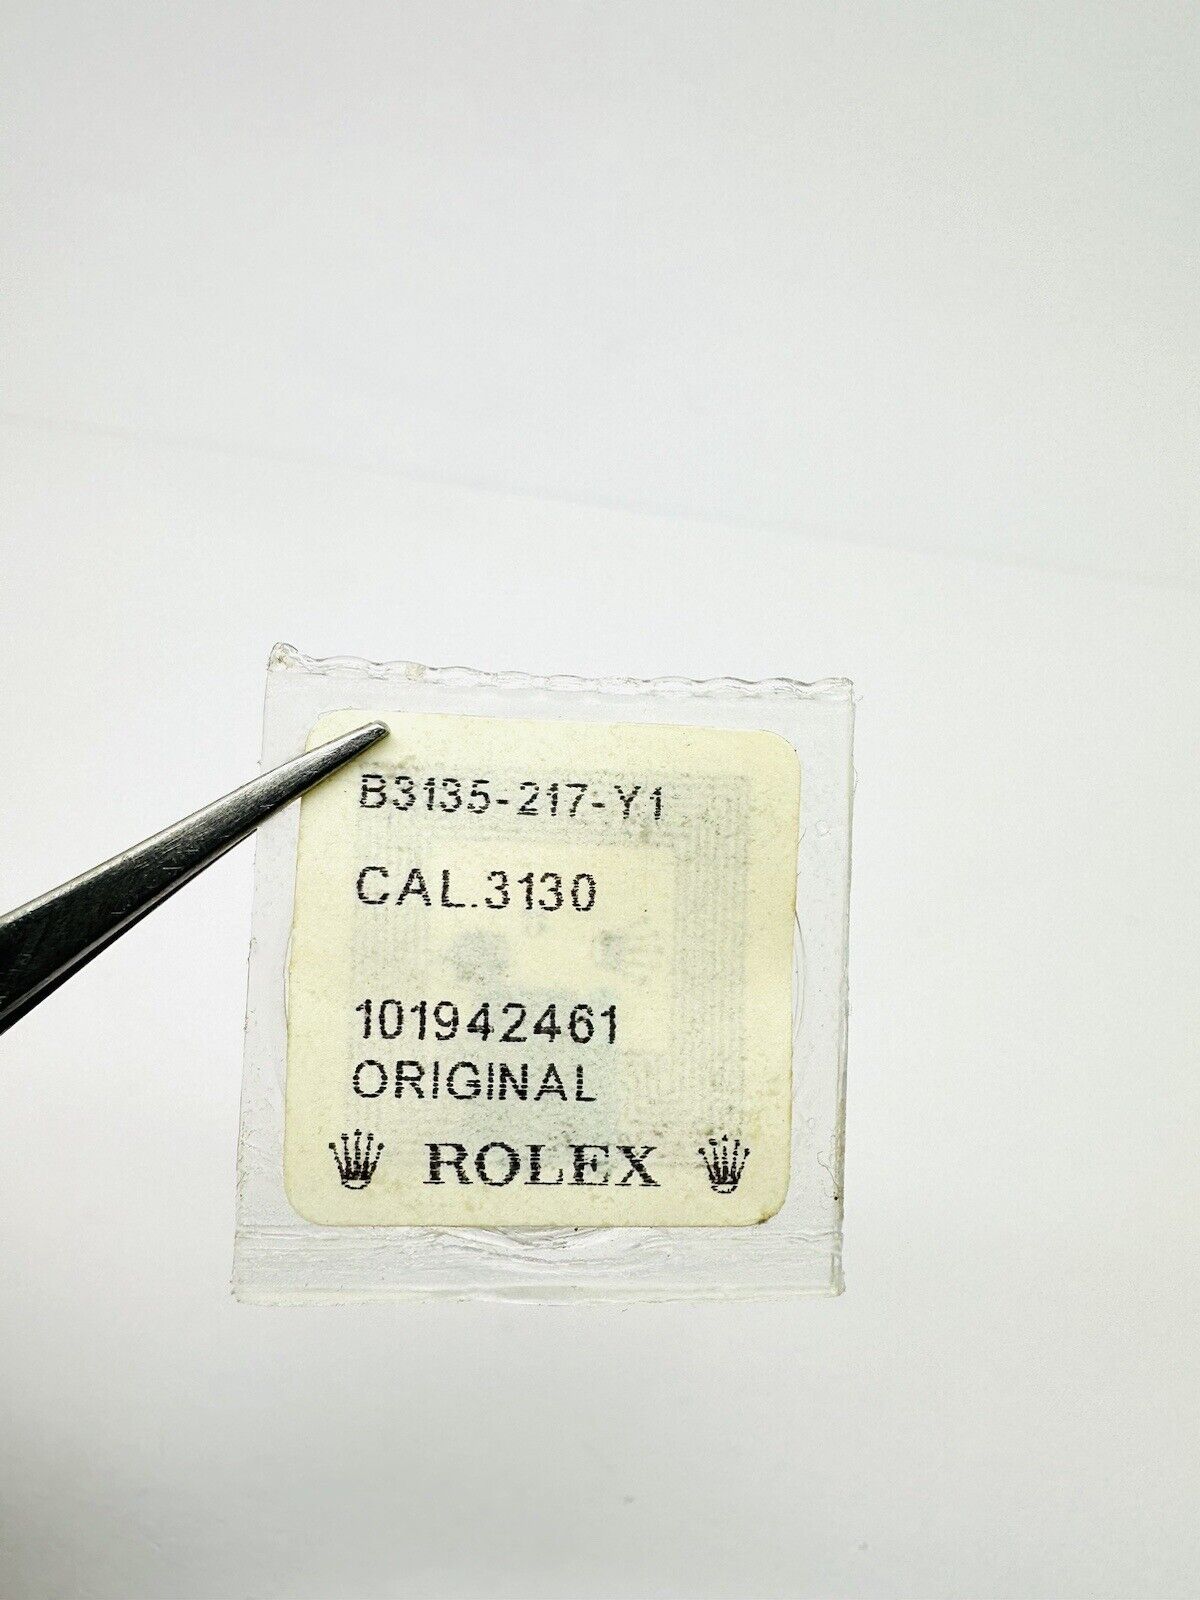 B3135-217-Y1
CAL.3130
101942461
ORIGINAL
ROLEX